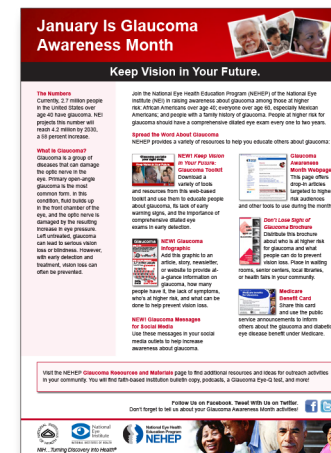 January Is Glaucoma
Awareness Month
Keep Vision in Your Future.
The Numbers
Currently, 2.7 million people
in the United States over
age 40 have glaucoma. NEI
projects this number will
reach 4.2 million by 2030,
a 58 percent increase.
What Is Glaucoma?
Glaucoma is a group of
diseases that can damage
the optic nerve in the
eye. Primary open-angle
glaucoma is the most
common form. In this
condition, fluid builds up
in the front chamber of the
eye, and the optic nerve is
damaged by the resulting
increase in eye pressure.
Left untreated, glaucoma
can lead to serious vision
loss or blindness. However,
with early detection and
treatment, vision loss can
often be prevented.
Join the National Eye Health Education Program (NEHEP) of the National Eye
Institute (NEI) in raising awareness about glaucoma among those at higher
risk: African Americans over age 40; everyone over age 60, especially Mexican
Americans; and people with a family history of glaucoma. People at higher risk for
glaucoma should have a comprehensive dilated eye exam every one to two years.
Spread the Word About Glaucoma
NEHEP provides a variety of resources to help you educate others about glaucoma:
NEW! Keep Vision
in Your Future:
Glaucoma Toolkit
Download a
variety of tools
and resources from this web-based
toolkit and use them to educate people
about glaucoma, its lack of early
warning signs, and the importance of
comprehensive dilated eye
exams in early detection.
Glaucoma
NEW! Glaucoma
Infographic
Add this graphic to an
article, story, newsletter,
or website to provide at-
a-glance information on
glaucoma, how many
people have it, the lack of symptoms,
who's at higher risk, and what can be
done to help prevent vision loss.
NEW! Glaucoma Messages
for Social Media
Use these messages in your social
media outlets to help increase
awareness about glaucoma.
Glaucoma
Awareness
Month Webpage
This page offers
drop-in articles
targeted to higher
risk audiences
and other tools to use during the month
Don't Lose Sight of
Glaucoma Brochure
Distribute this brochure
about who is at higher risk
for glaucoma and what
people can do to prevent
vision loss. Place in waiting
rooms, senior centers, local libraries,
or health fairs in your community.
Medicare
Benefit Card
Share this card
and use the public
service announcements to inform
others about the glaucoma and diabetic
eye disease benefit under Medicare.
Visit the NEHEP Glaucoma Resources and Materials page to find additional resources and ideas for outreach activities
in your community. You will find faith-based institution bulletin copy, podcasts, a Glaucoma Eye-Q test, and more!
Follow Us on Facebook. Tweet With Us on Twitter.
Don't forget to tell us about your Glaucoma Awareness Month activities!
National
Eye
Institute
National Eye Health
Education Program
NEHEP
NIH...Turning Discovery Into Health®